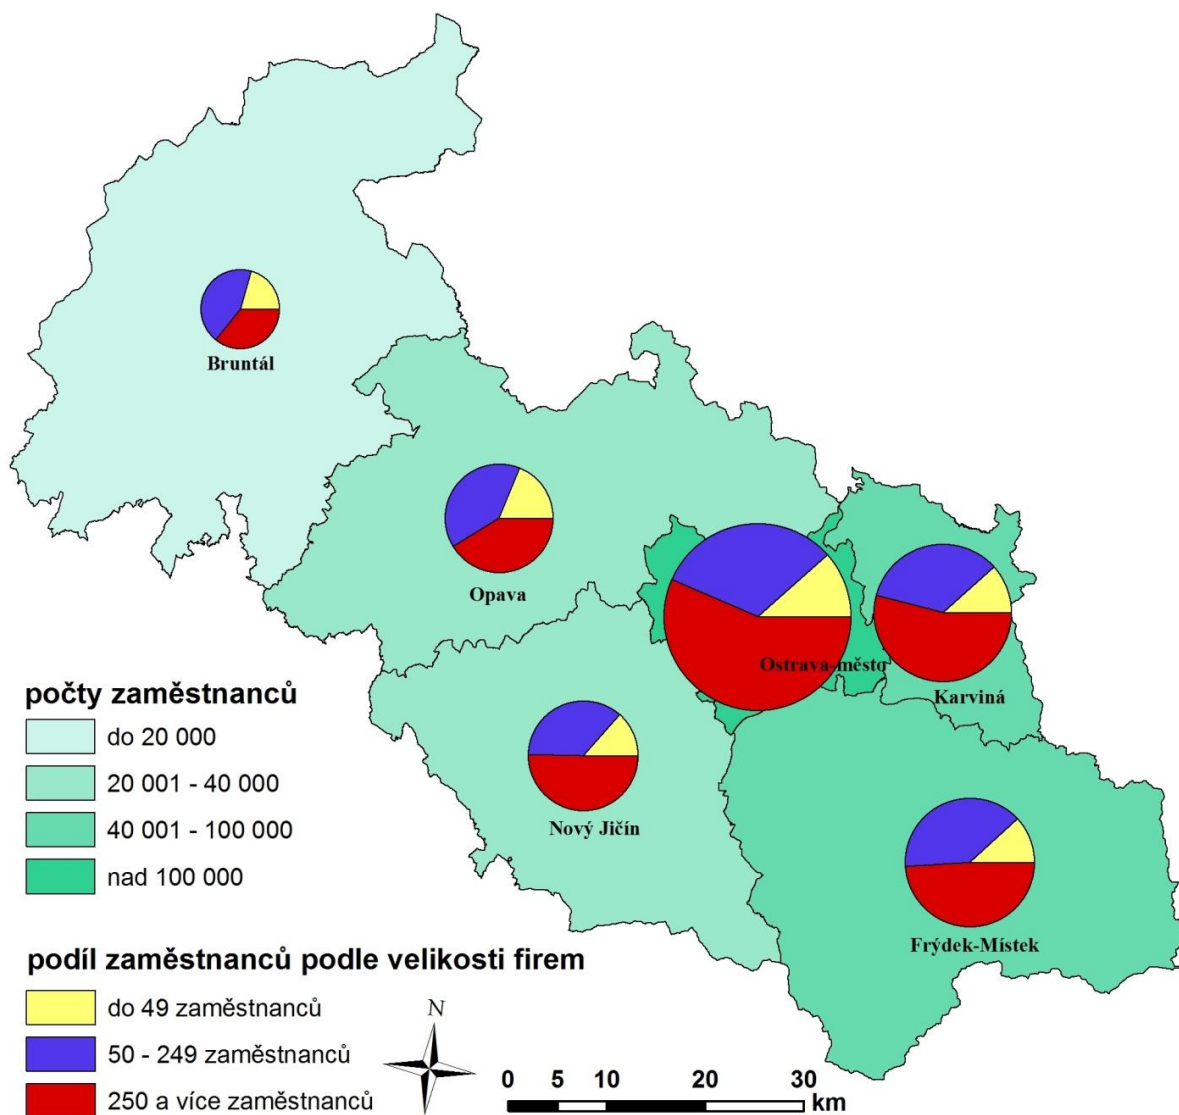 Bruntál
Opava
Ostrava-město
Karviná
Nový Jičín
Frýdek-Místek
počty zaměstnanců
do 20 000
20 001 - 40 000
40 001 - 100 000
nad 100 000
podíl zaměstnanců podle velikosti firem
do 49 zaměstnanců
50 - 249 zaměstnanců
250 a více zaměstnanců
N
0 5 10 20 30
km